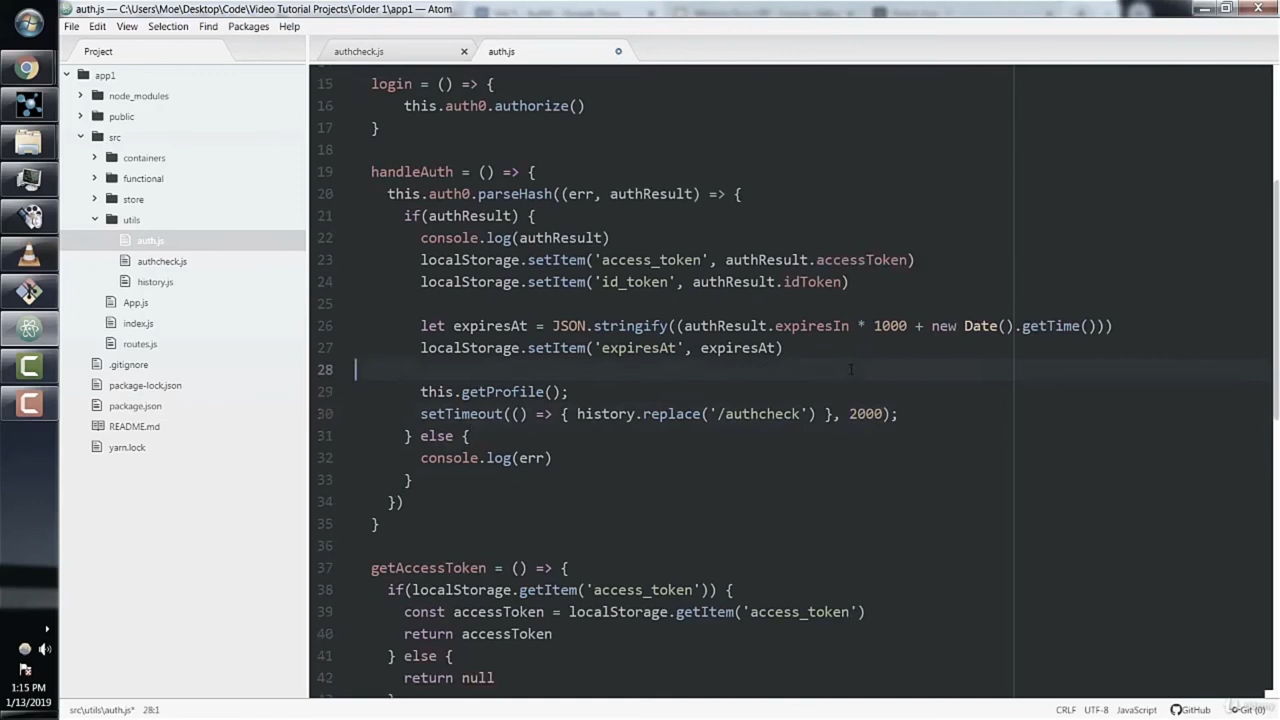 auth.js — C:\Users\Moe\Desktop\Code\Video Tutorial Projects\Folder 1\app1 — Atom
File Edit View Selection Find Packages Help
Project
authcheck.js
auth.js
app1
node_modules
public
src
containers
functional
store
utils
auth.js
authcheck.js
history.js
App.js
index.js
routes.js
.gitignore
package-lock.json
package.json
README.md
yarn.lock
15 login = () => {
16 this.auth0.authorize()
17 }
18
19 handleAuth = () => {
20 this.auth0.parseHash((err, authResult) => {
21 if(authResult) {
22 console.log(authResult)
23 localStorage.setItem('access_token', authResult.accessToken)
24 localStorage.setItem('id_token', authResult.idToken)
25
26 let expiresAt = JSON.stringify((authResult.expiresIn * 1000 + new Date().getTime()))
27 localStorage.setItem('expiresAt', expiresAt)
28
29 this.getProfile();
30 setTimeout(() => { history.replace('/authcheck') }, 2000);
31 } else {
32 console.log(err)
33 }
34 })
35 }
36
37 getAccessToken = () => {
38 if(localStorage.getItem('access_token')) {
39 const accessToken = localStorage.getItem('access_token')
40 return accessToken
41 } else {
42 return null
1:15 PM
1/13/2019
src\utils\auth.js* 28:1
CRLF UTF-8 JavaScript GitHub Git (0)